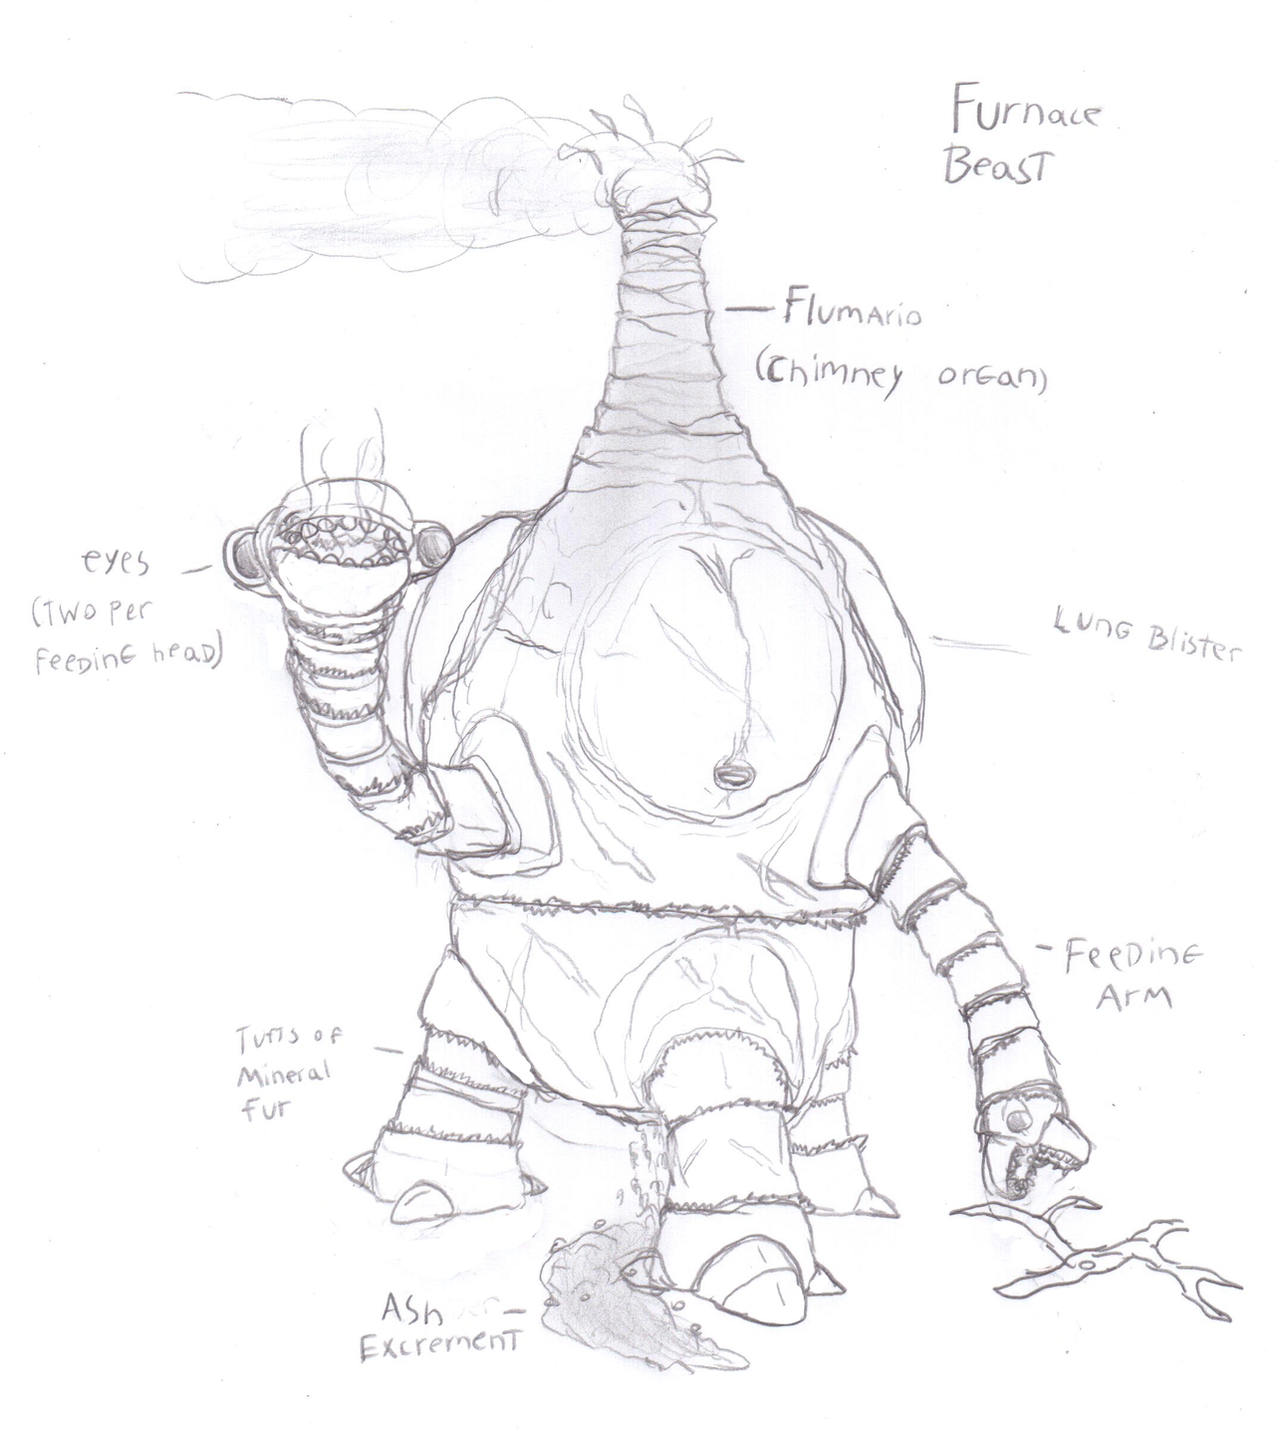 Furnace
Beast
Flumario
(Chimney organ)
eyes
(Two per
Feeding head)
Lung Blister
Feeding
Arm
Tufts of
Mineral
fur
Ash
Excrement